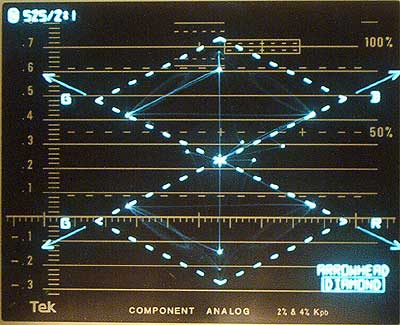 525/2:1
.7
100%
.6
.5
G
B
.4
50%
.3
.2
.1
G
R
-.1
-.2
ARROWHEAD
-.3
DIAMOND
Tek
COMPONENT ANALOG
2% & 4% Kpb